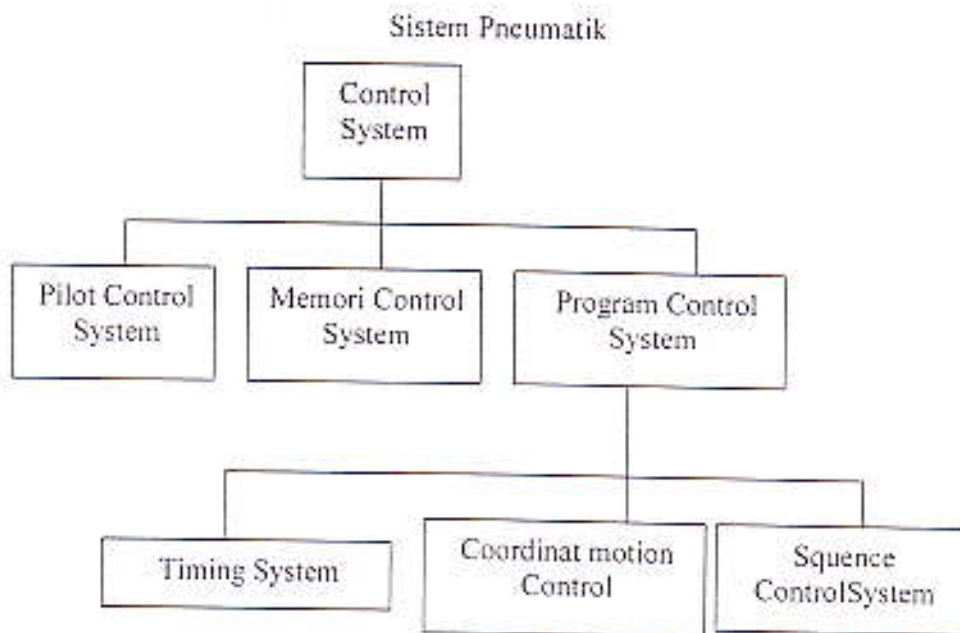 Sistem Pneumatik
Control
System
Pilot Control
System
Memori Control
System
Program Control
System
Timing System
Coordinat motion
Control
Squence
ControlSystem